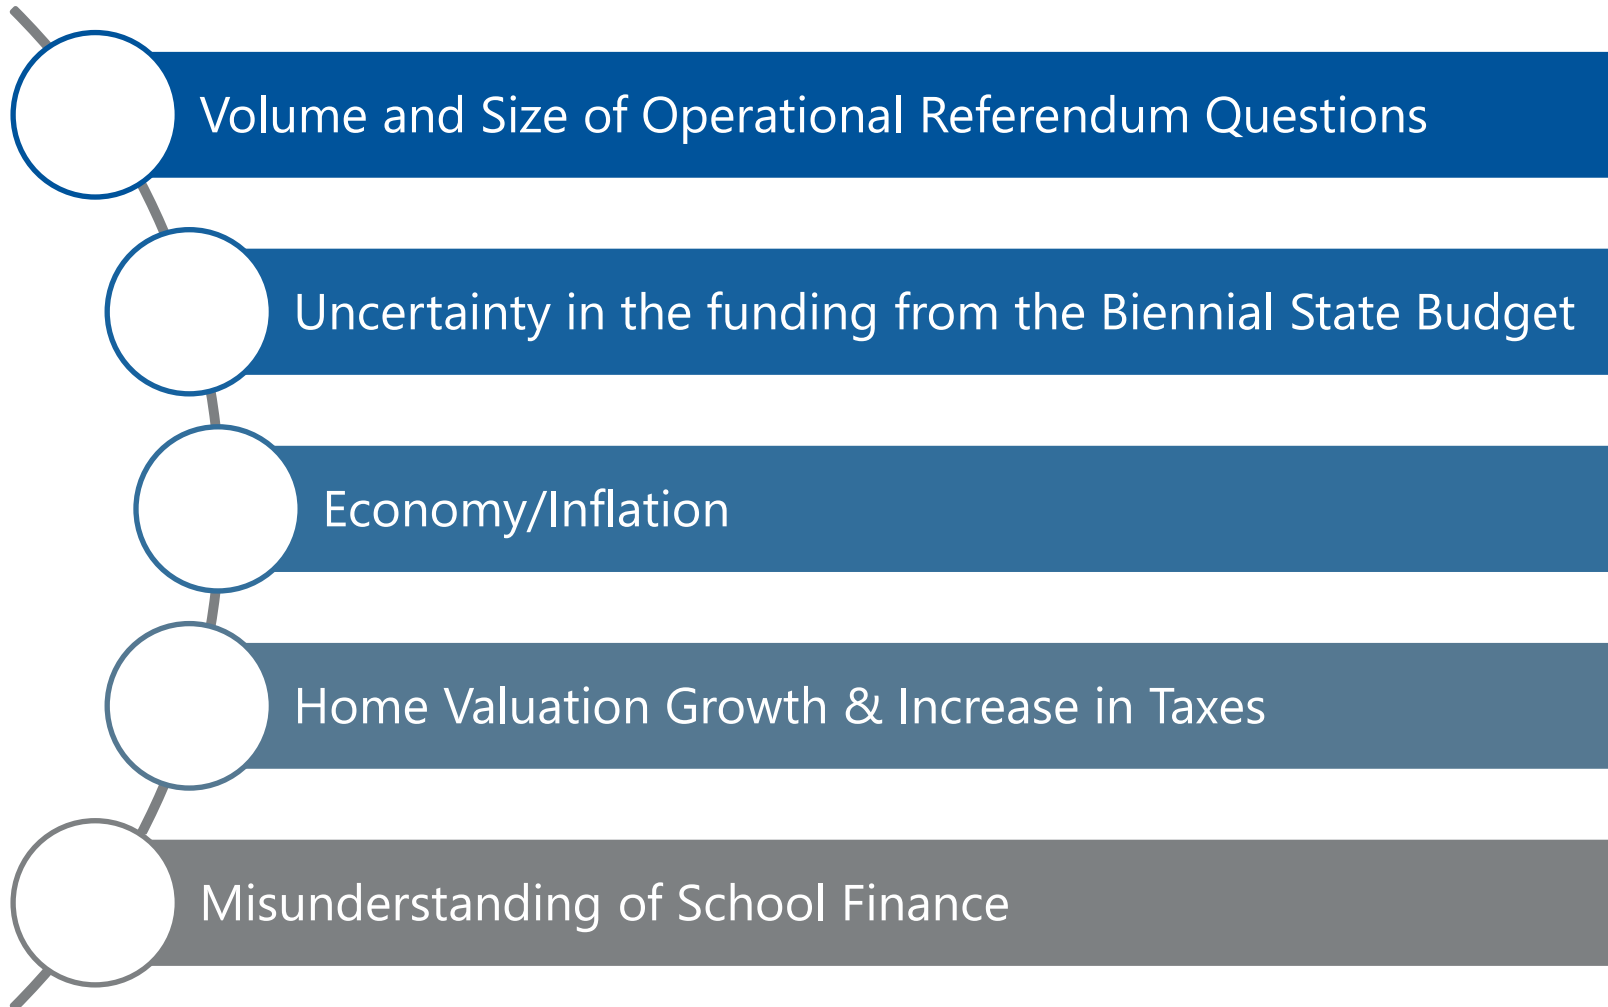 Volume and Size of Operational Referendum Questions
Uncertainty in the funding from the Biennial State Budget
Economy/Inflation
Home Valuation Growth & Increase in Taxes
Misunderstanding of School Finance